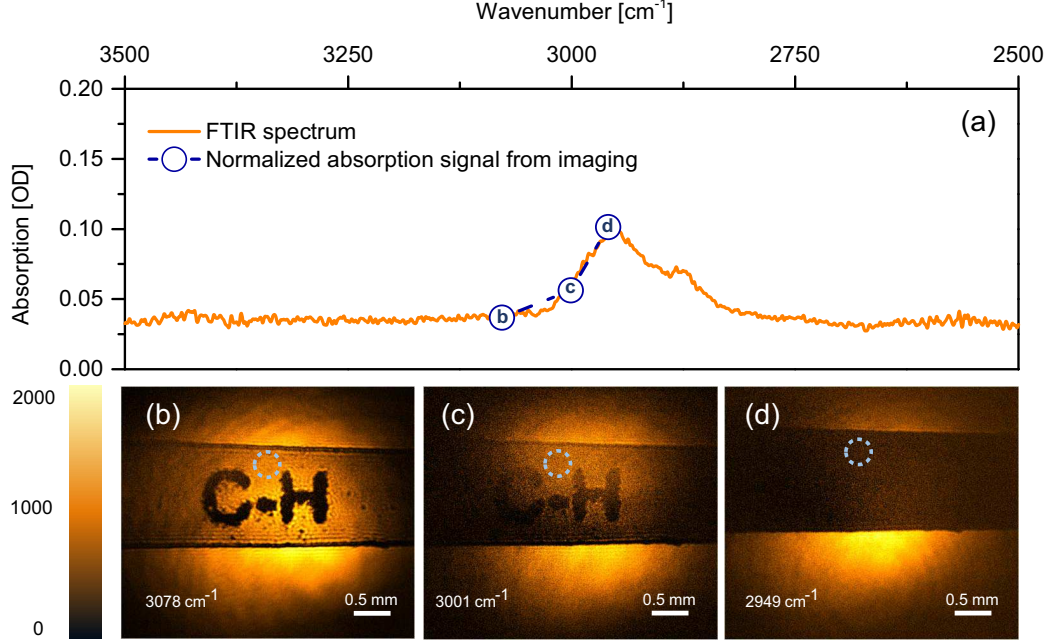 Wavenumber [cm-1]
3500 3250 3000 2750 2500
0.20
0.15
0.10
0.05
0.00
Absorption [OD]
(a)
FTIR spectrum
Normalized absorption signal from imaging
b c d
2000
1000
0
(b)
C-H
3078 cm-1
0.5 mm
(c)
C-H
3001 cm-1
0.5 mm
(d)
2949 cm-1
0.5 mm